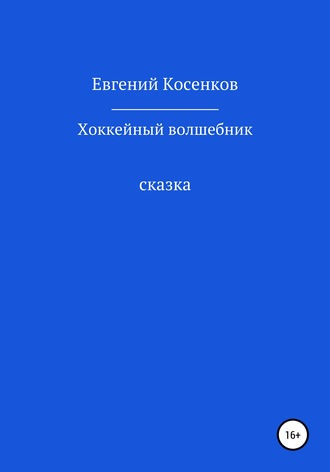 Евгений Косенков
Хоккейный волшебник
сказка
16+